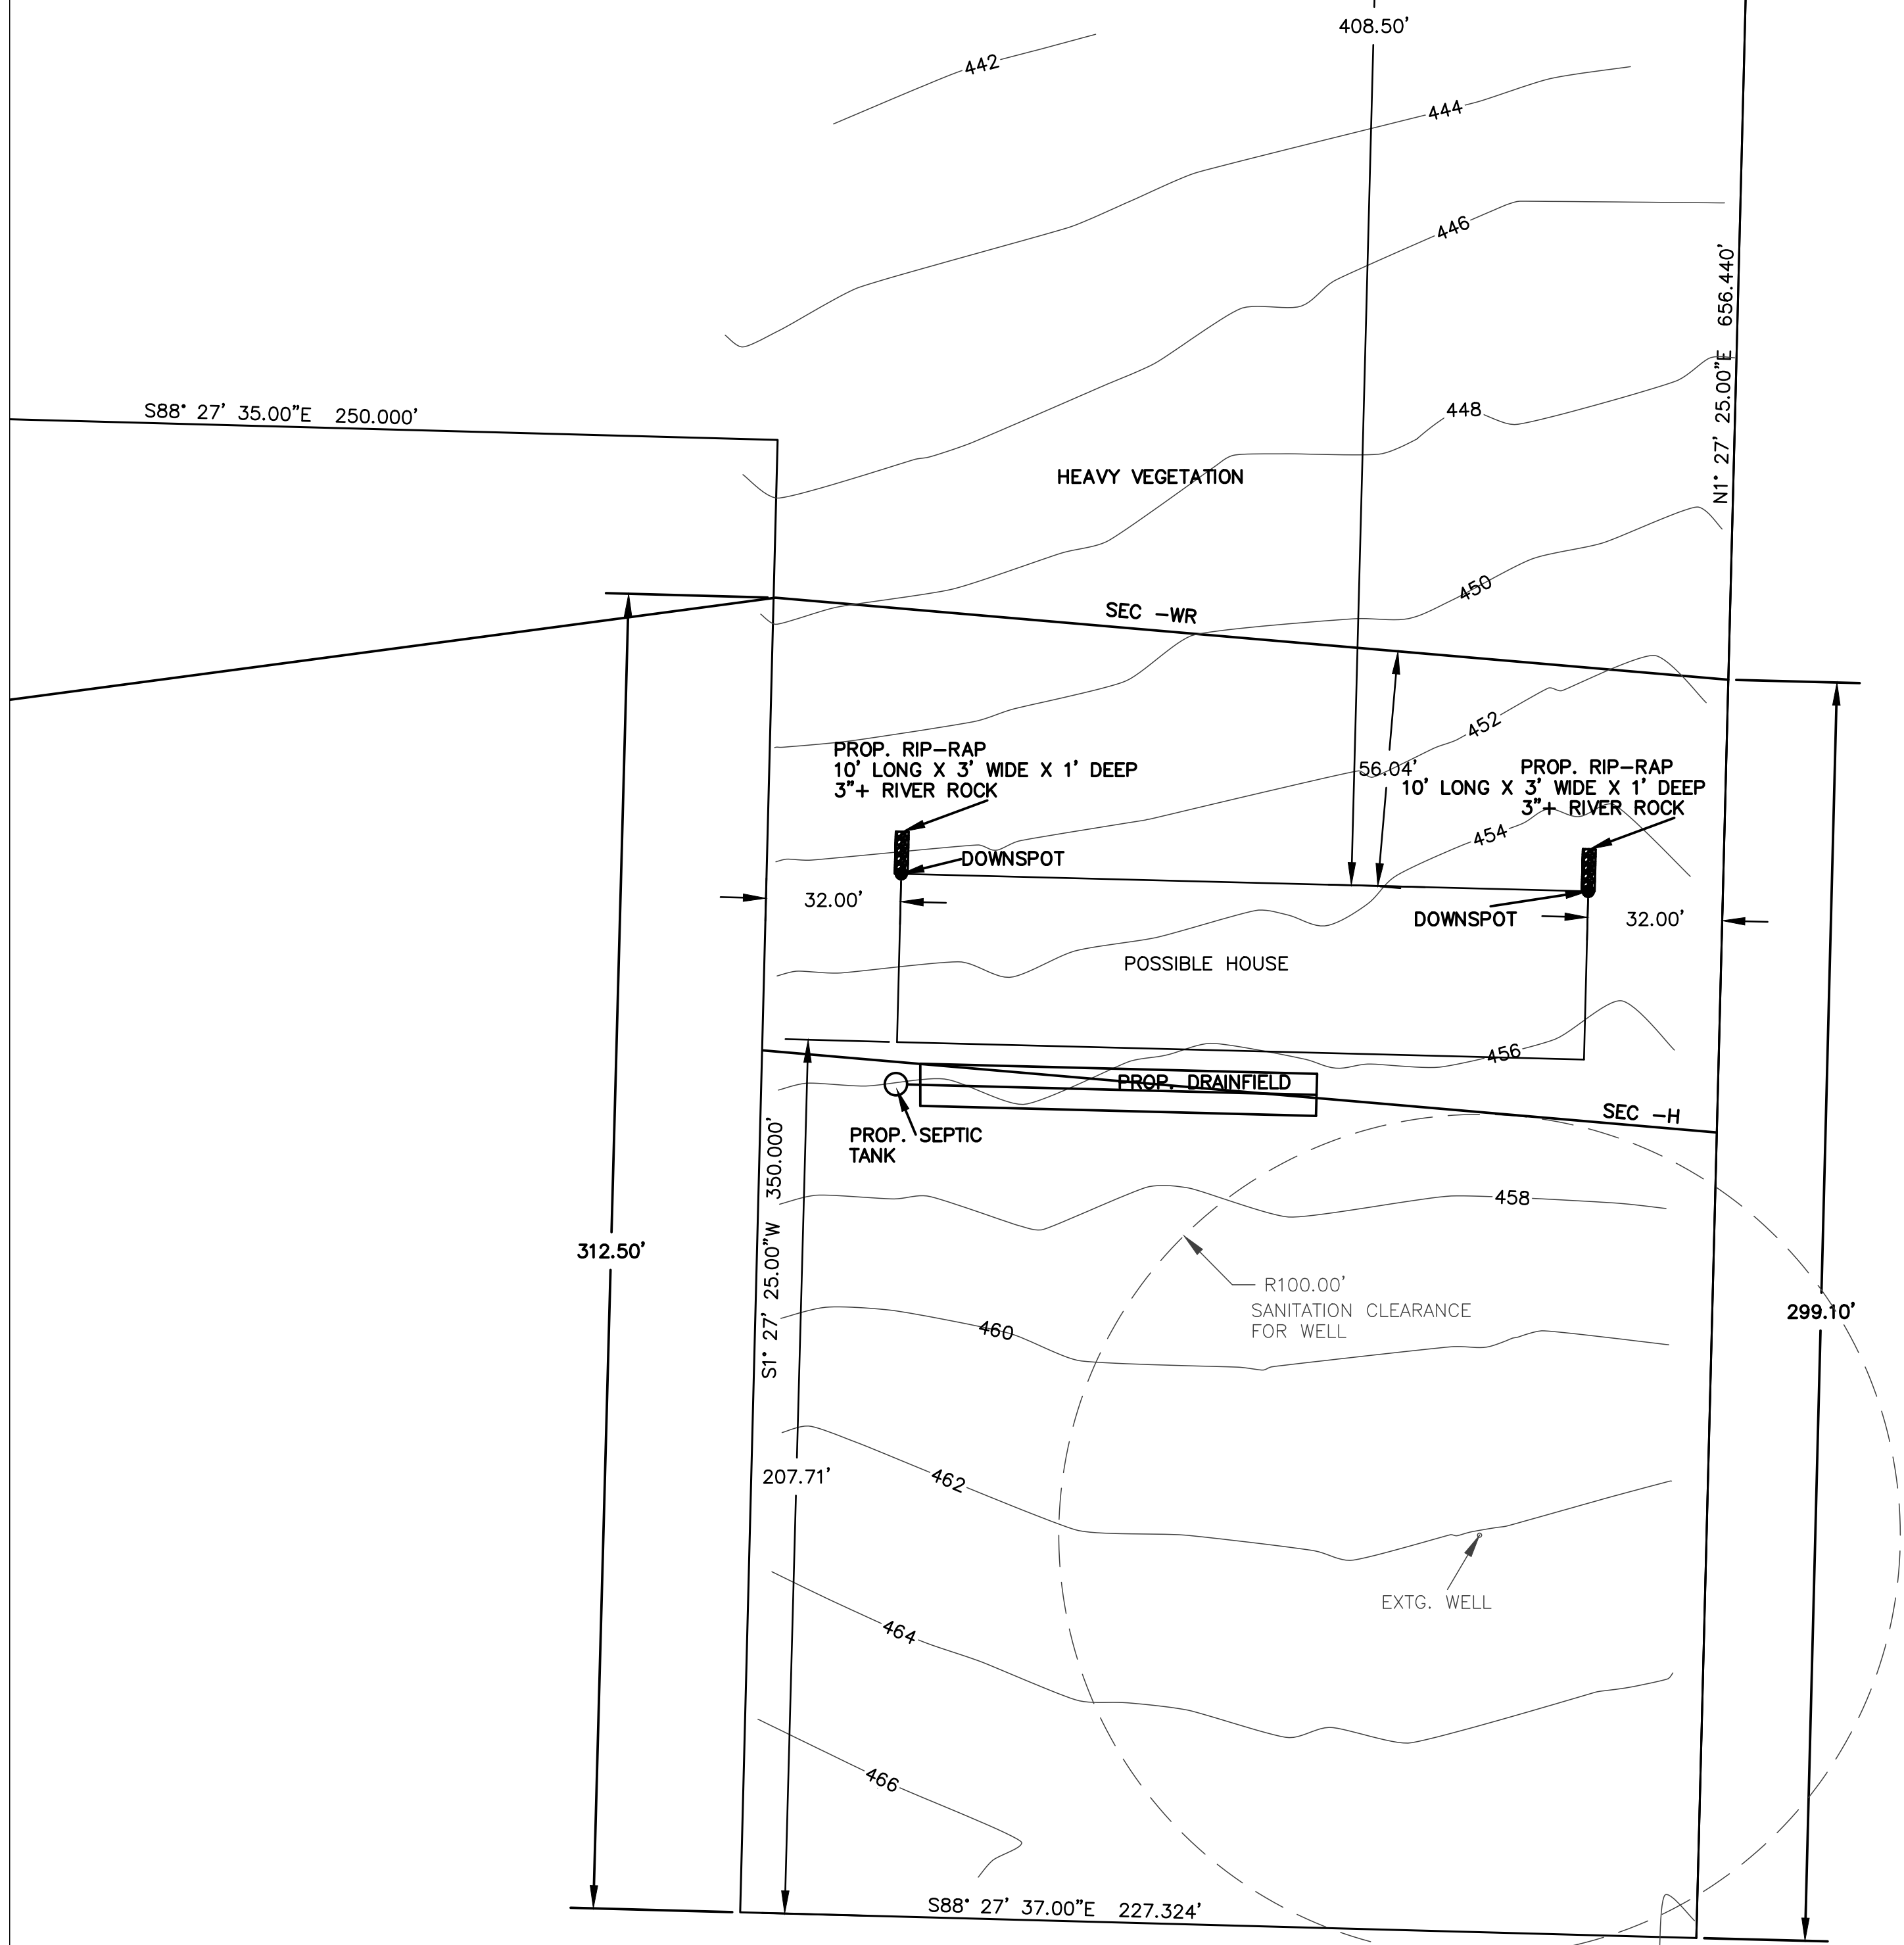 408.50'
442
444
446
N1° 27' 25.00"E 656.440'
S88° 27' 35.00"E 250.000'
448
HEAVY VEGETATION
450
SEC -WR
452
PROP. RIP-RAP
10' LONG X 3' WIDE X 1' DEEP
3"+ RIVER ROCK
56.04'
PROP. RIP-RAP
10' LONG X 3' WIDE X 1' DEEP
3"+ RIVER ROCK
454
DOWNSPOT
32.00'
DOWNSPOT
32.00'
POSSIBLE HOUSE
456
PROP. DRAINFIELD
SEC -H
PROP. SEPTIC
TANK
S1° 27' 25.00"W 350.000'
458
312.50'
R100.00'
SANITATION CLEARANCE
FOR WELL
299.10'
460
207.71'
462
EXTG. WELL
464
466
S88° 27' 37.00"E 227.324'